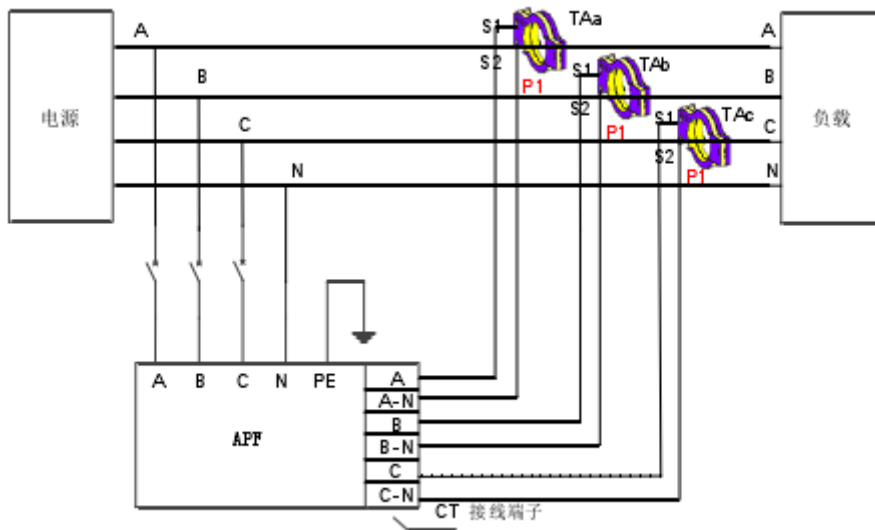 A
S1
TAa
A
S2
B
S1
TAb
B
P1
电源
S2
负载
C
S1
TAc
C
P1
S2
N
P1
N
A
B
C
N
PE
A
A-N
B
APF
B-N
C
C-N
CT 接线端子